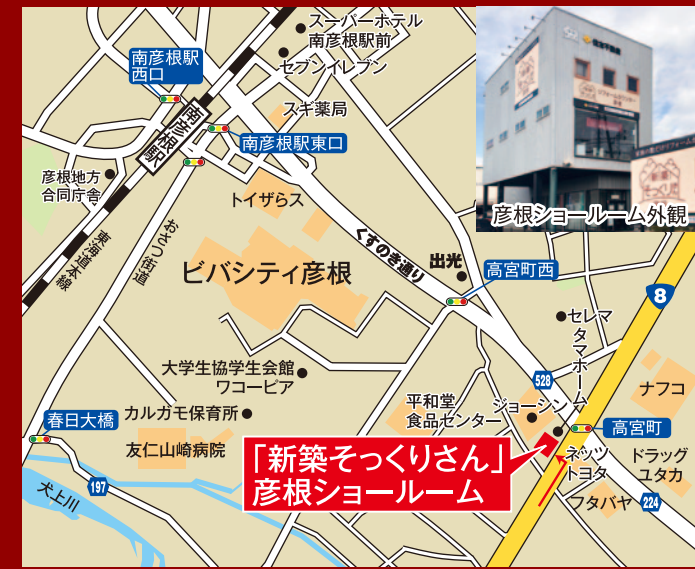 スーパーホテル
南彦根駅前
セブンイレブン
南彦根駅
西口
スギ薬局
南彦根駅
南彦根駅東口
彦根地方
合同庁舎
トイザらス
彦根ショールーム外観
東海道本線
おさつ街道
くすのき通り
ビバシティ彦根
出光
高宮町西
8
セレマ
タマホーム
大学生協学生会館
ワコーピア
528
ナフコ
平和堂
食品センター
ジョーシン
カルガモ保育所
春日大橋
高宮町
友仁山崎病院
「新築そっくりさん」
彦根ショールーム
ネッツ
トヨタ
ドラッグ
ユタカ
197
犬上川
フタバヤ
224